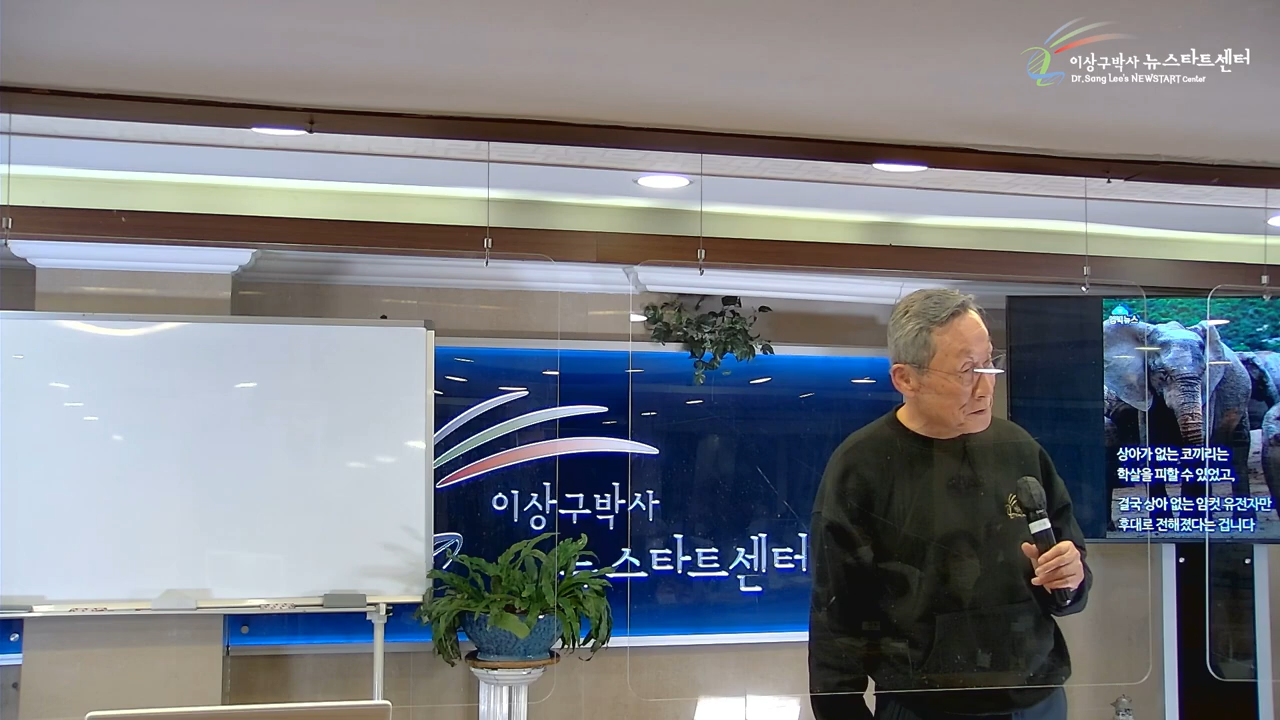 이상구박사 뉴스타트센터
Dr. Sang Lee's NEWSTART Center
이상구박사
뉴스타트센터
상아가 없는 코끼리는
학살을 피할 수 있었고,
결국 상아 없는 암컷 유전자만
후대로 전해졌다는 겁니다